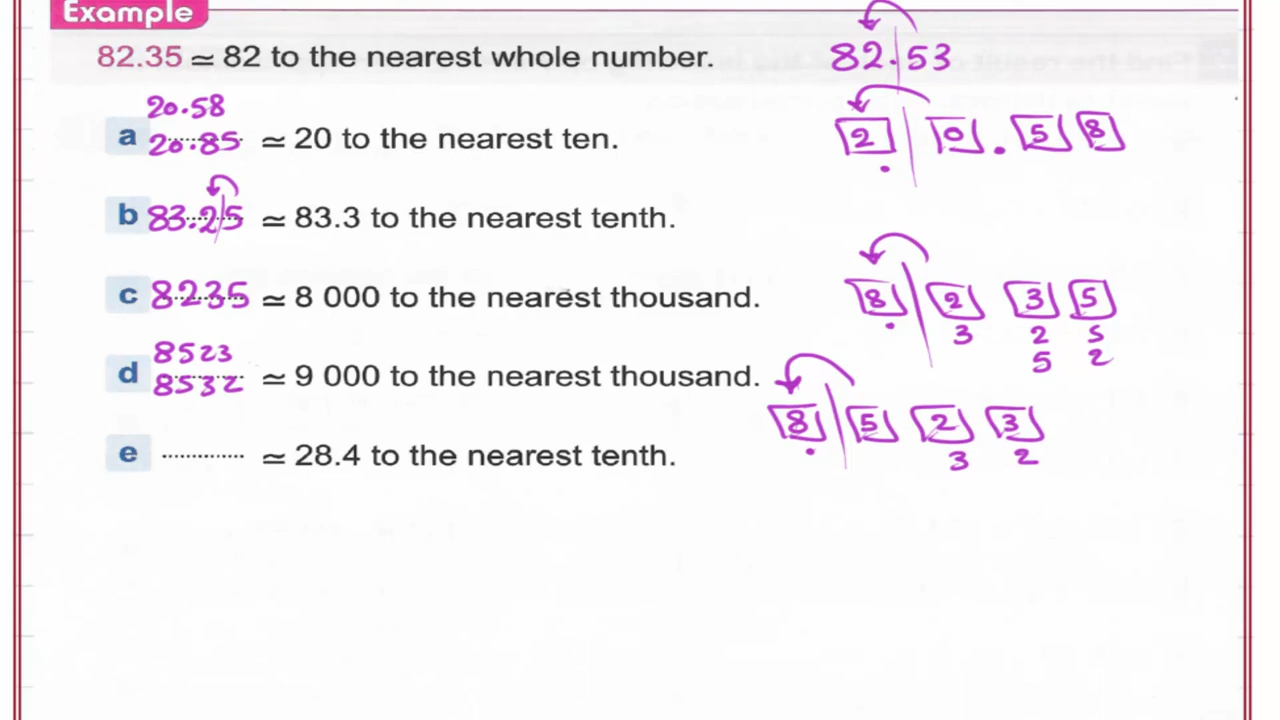 Example
82.35 ≃ 82 to the nearest whole number.
82.53
20.58
a 20.85 ≃ 20 to the nearest ten.
2 0 . 5 8
b 83.25 ≃ 83.3 to the nearest tenth.
c 8235 ≃ 8 000 to the nearest thousand.
8 2 3 5
3 2 5
5 2
8523
d 8532 ≃ 9 000 to the nearest thousand.
8 5 2 3
3 2
e ............ ≃ 28.4 to the nearest tenth.